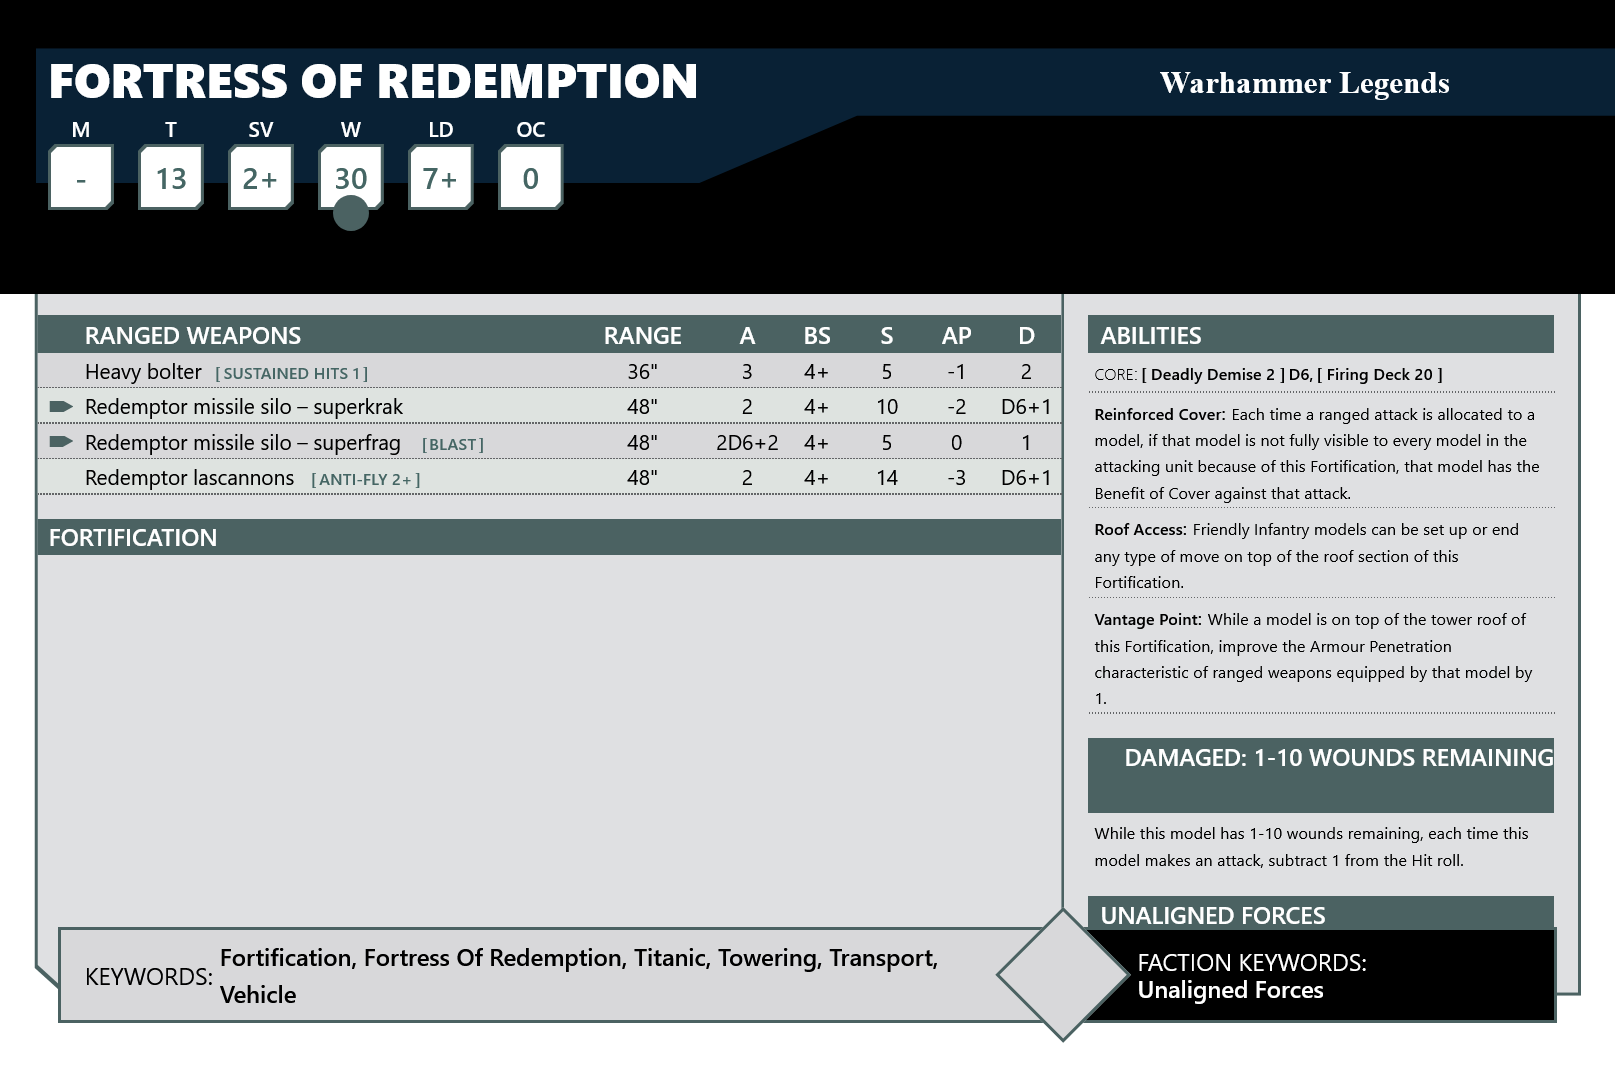 FORTRESS OF REDEMPTION
Warhammer Legends
M T SV W LD OC
- 13 2+ 30 7+ 0
RANGED WEAPONS RANGE A BS S AP D
Heavy bolter [ SUSTAINED HITS 1 ] 36" 3 4+ 5 -1 2
Redemptor missile silo – superkrak 48" 2 4+ 10 -2 D6+1
Redemptor missile silo – superfrag [ BLAST ] 48" 2D6+2 4+ 5 0 1
Redemptor lascannons [ ANTI-FLY 2+ ] 48" 2 4+ 14 -3 D6+1
FORTIFICATION
ABILITIES
CORE: [ Deadly Demise 2 ] D6, [ Firing Deck 20 ]
Reinforced Cover: Each time a ranged attack is allocated to a
model, if that model is not fully visible to every model in the
attacking unit because of this Fortification, that model has the
Benefit of Cover against that attack.
Roof Access: Friendly Infantry models can be set up or end
any type of move on top of the roof section of this
Fortification.
Vantage Point: While a model is on top of the tower roof of
this Fortification, improve the Armour Penetration
characteristic of ranged weapons equipped by that model by
1.
DAMAGED: 1-10 WOUNDS REMAINING
While this model has 1-10 wounds remaining, each time this
model makes an attack, subtract 1 from the Hit roll.
UNALIGNED FORCES
KEYWORDS: Fortification, Fortress Of Redemption, Titanic, Towering, Transport,
Vehicle
FACTION KEYWORDS:
Unaligned Forces